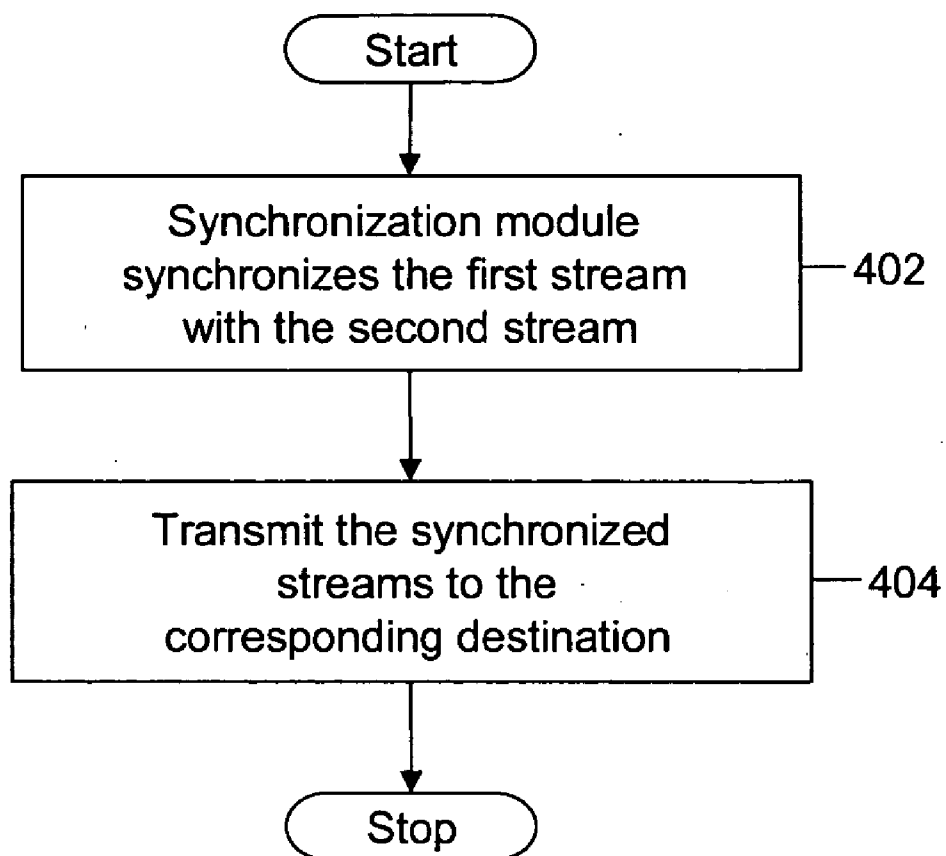 Start
Synchronization module
synchronizes the first stream
with the second stream
402
Transmit the synchronized
streams to the
corresponding destination
404
Stop